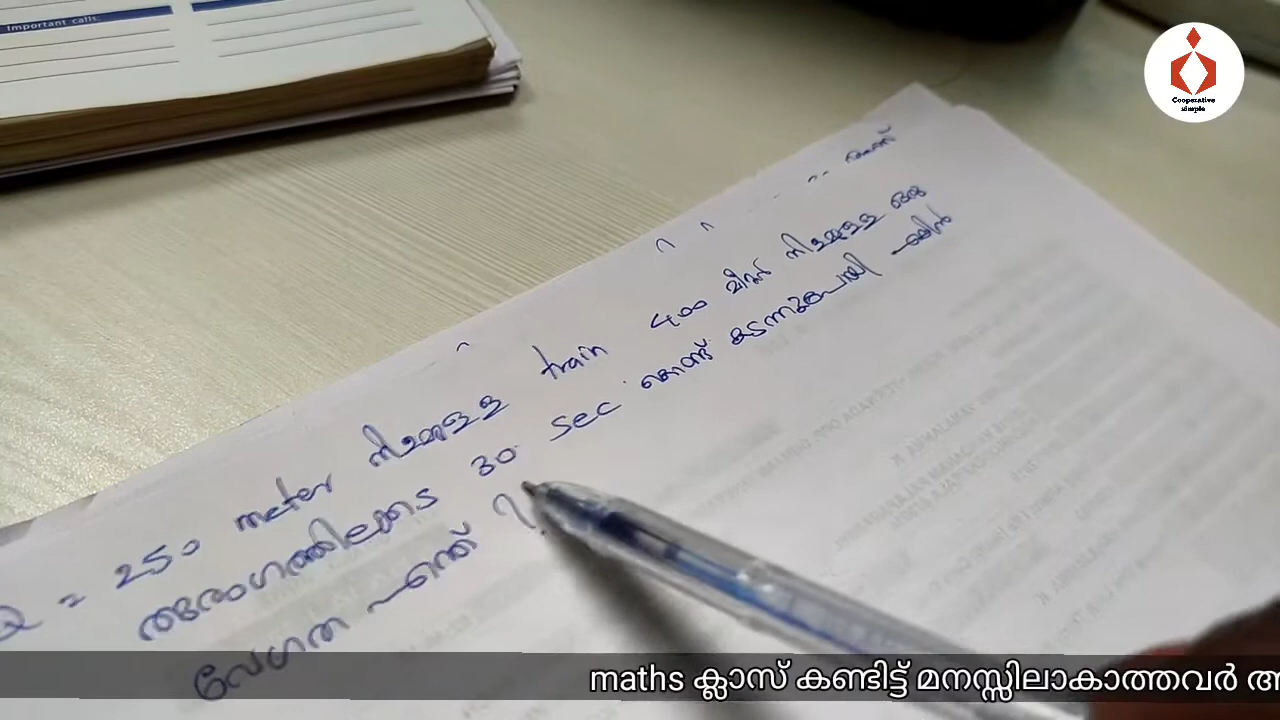 Important calls:
Cooperative
simple
Q = 250 meter നീളമുള്ള train 400 മീറ്റർ നീളമുള്ള ഒരു
തുരംഗത്തിലൂടെ 30 sec കൊണ്ട് കടന്നുപോയി
വേഗത എന്ത് ?
maths ക്ലാസ് കണ്ടിട്ട് മനസ്സിലാകാത്തവർ